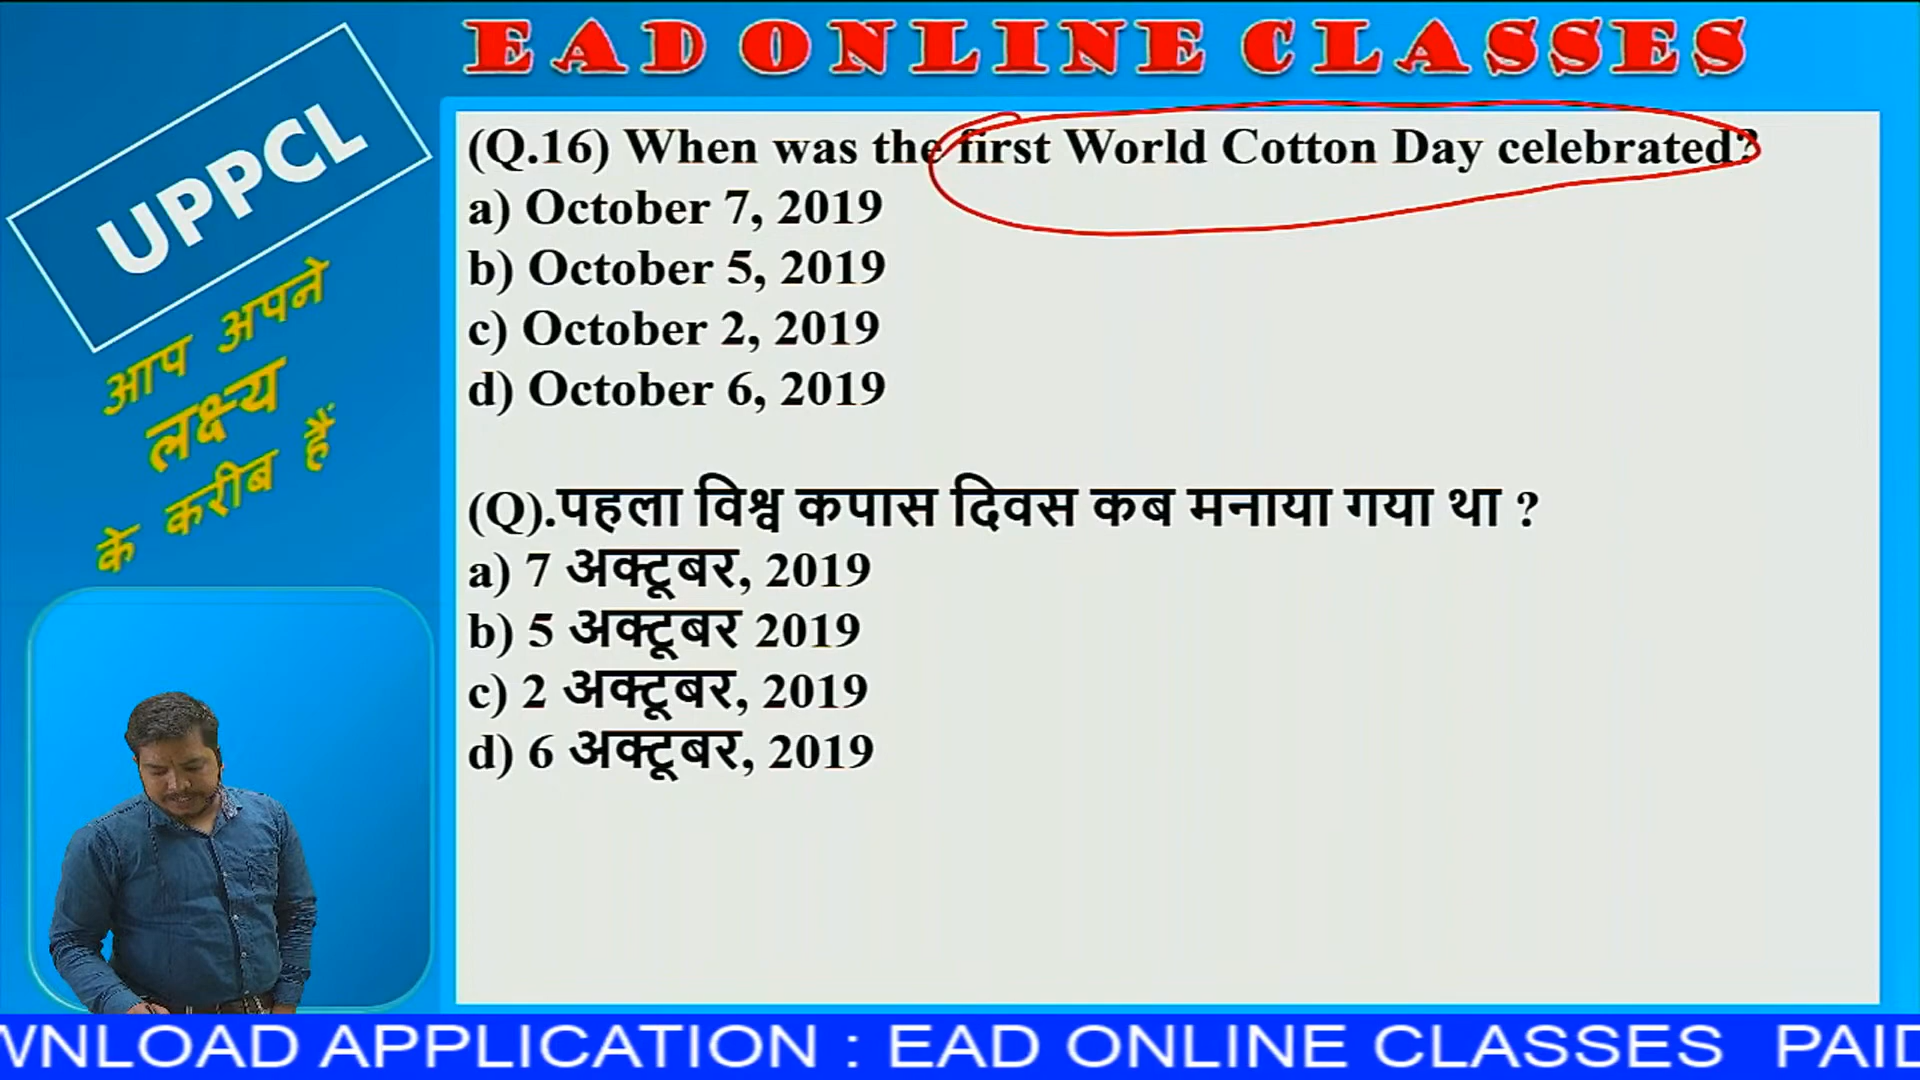 EAD ONLINE CLASSES
UPPCL
आप अपने
लक्ष्य
के करीब हैं
(Q.16) When was the first World Cotton Day celebrated?
a) October 7, 2019
b) October 5, 2019
c) October 2, 2019
d) October 6, 2019
(Q).पहला विश्व कपास दिवस कब मनाया गया था ?
a) 7 अक्टूबर, 2019
b) 5 अक्टूबर 2019
c) 2 अक्टूबर, 2019
d) 6 अक्टूबर, 2019
WNLOAD APPLICATION : EAD ONLINE CLASSES PAID